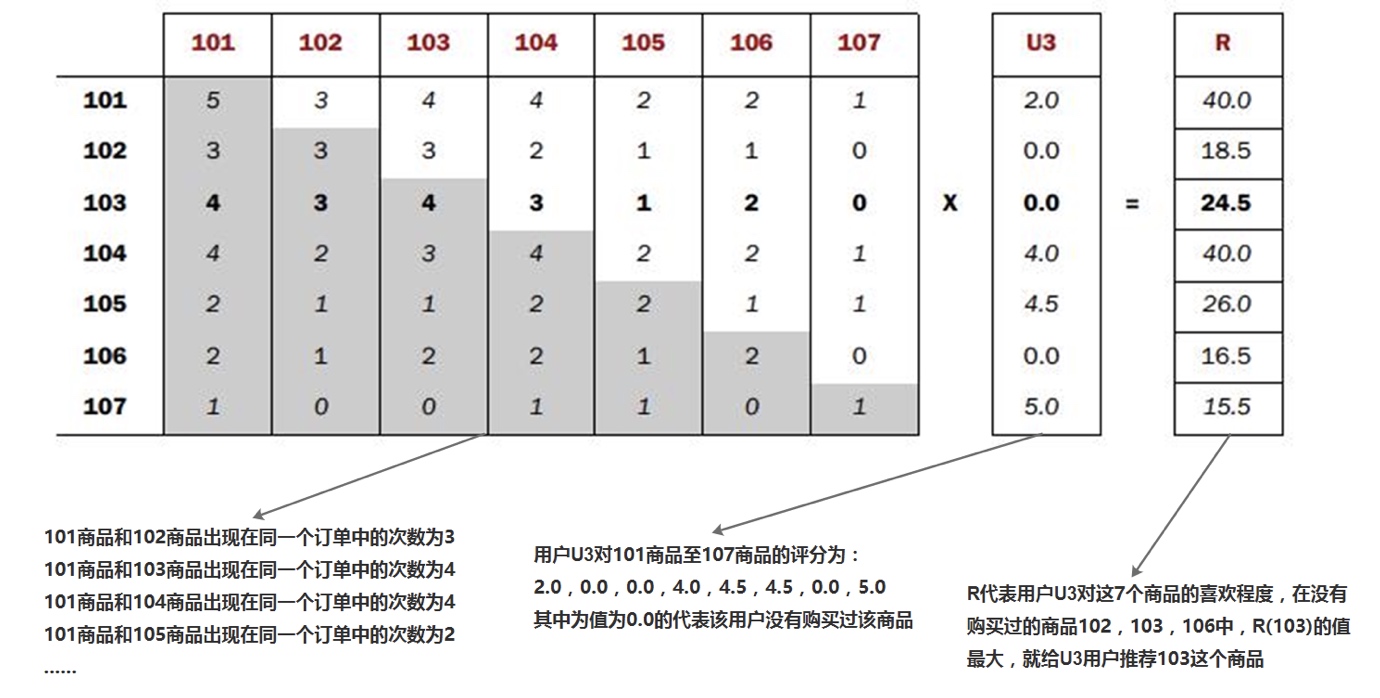 101 102 103 104 105 106 107 U3 R
101 5 3 4 4 2 2 1 2.0 40.0
102 3 3 3 2 1 1 0 0.0 18.5
103 4 3 4 3 1 2 0 X 0.0 = 24.5
104 4 2 3 4 2 2 1 4.0 40.0
105 2 1 1 2 2 1 1 4.5 26.0
106 2 1 2 2 1 2 0 0.0 16.5
107 1 0 0 1 1 0 1 5.0 15.5
101商品和102商品出现在同一个订单中的次数为3
101商品和103商品出现在同一个订单中的次数为4
101商品和104商品出现在同一个订单中的次数为4
101商品和105商品出现在同一个订单中的次数为2
······
用户U3对101商品至107商品的评分为：
2.0，0.0，0.0，4.0，4.5，4.5，0.0，5.0
其中为值为0.0的代表该用户没有购买过该商品
R代表用户U3对这7个商品的喜欢程度，在没有
购买过的商品102，103，106中，R(103)的值
最大，就给U3用户推荐103这个商品